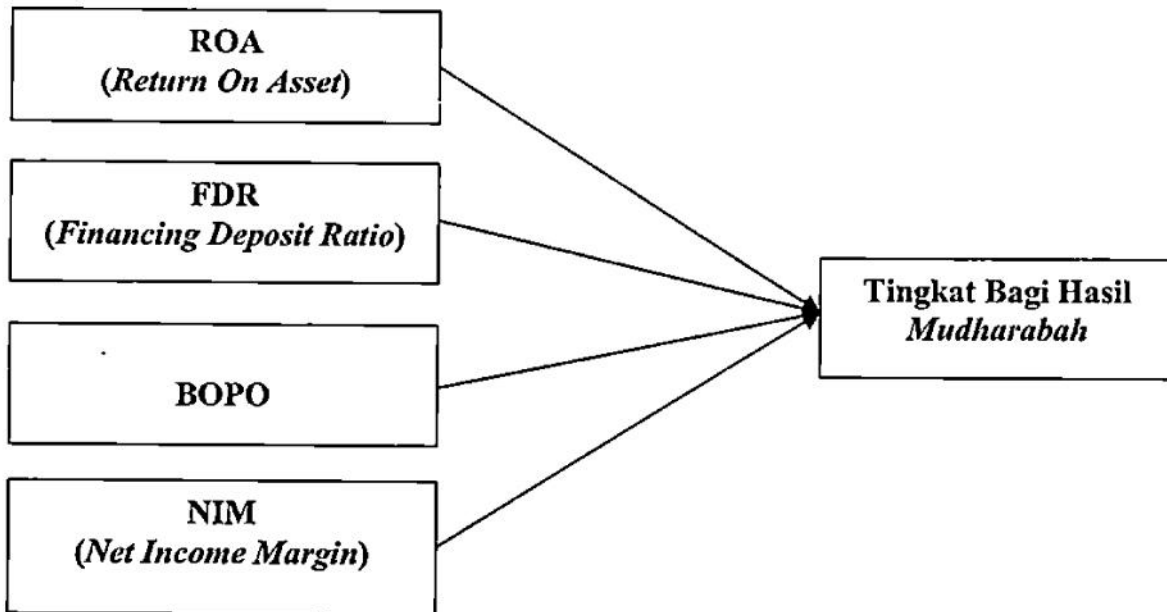 ROA
(Return On Asset)
FDR
(Financing Deposit Ratio)
BOPO
NIM
(Net Income Margin)
Tingkat Bagi Hasil
Mudharabah